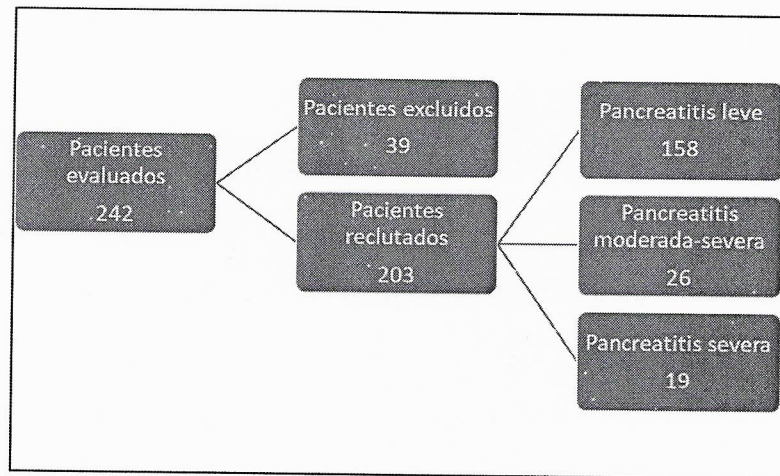 Pacientes
evaluados
242
Pacientes excluidos
39
Pacientes
reclutados
203
Pancreatitis leve
158
Pancreatitis
moderada-severa
26
Pancreatitis severa
19